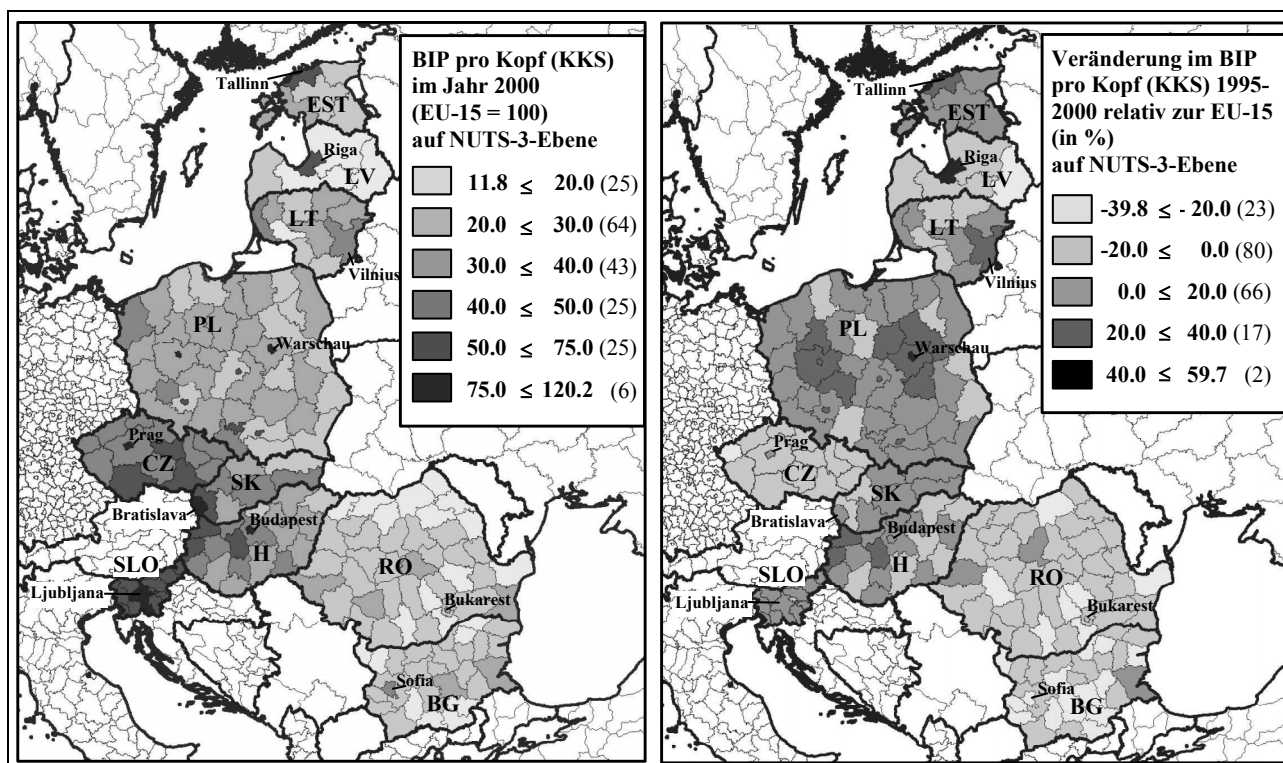 BIP pro Kopf (KKS)
im Jahr 2000
(EU-15 = 100)
auf NUTS-3-Ebene
11.8 ≤ 20.0 (25)
20.0 ≤ 30.0 (64)
30.0 ≤ 40.0 (43)
40.0 ≤ 50.0 (25)
50.0 ≤ 75.0 (25)
75.0 ≤ 120.2 (6)
Tallinn
EST
Riga
LV
LT
Vilnius
PL
Warschau
Prag
CZ
SK
Bratislava
Budapest
H
SLO
Ljubljana
RO
Bukarest
Sofia
BG
Veränderung im BIP
pro Kopf (KKS) 1995-
2000 relativ zur EU-15
(in %)
auf NUTS-3-Ebene
-39.8 ≤ - 20.0 (23)
-20.0 ≤ 0.0 (80)
0.0 ≤ 20.0 (66)
20.0 ≤ 40.0 (17)
40.0 ≤ 59.7 (2)
Tallinn
EST
Riga
LV
LT
Vilnius
PL
Warschau
Prag
CZ
SK
Bratislava
Budapest
H
SLO
Ljubljana
RO
Bukarest
Sofia
BG